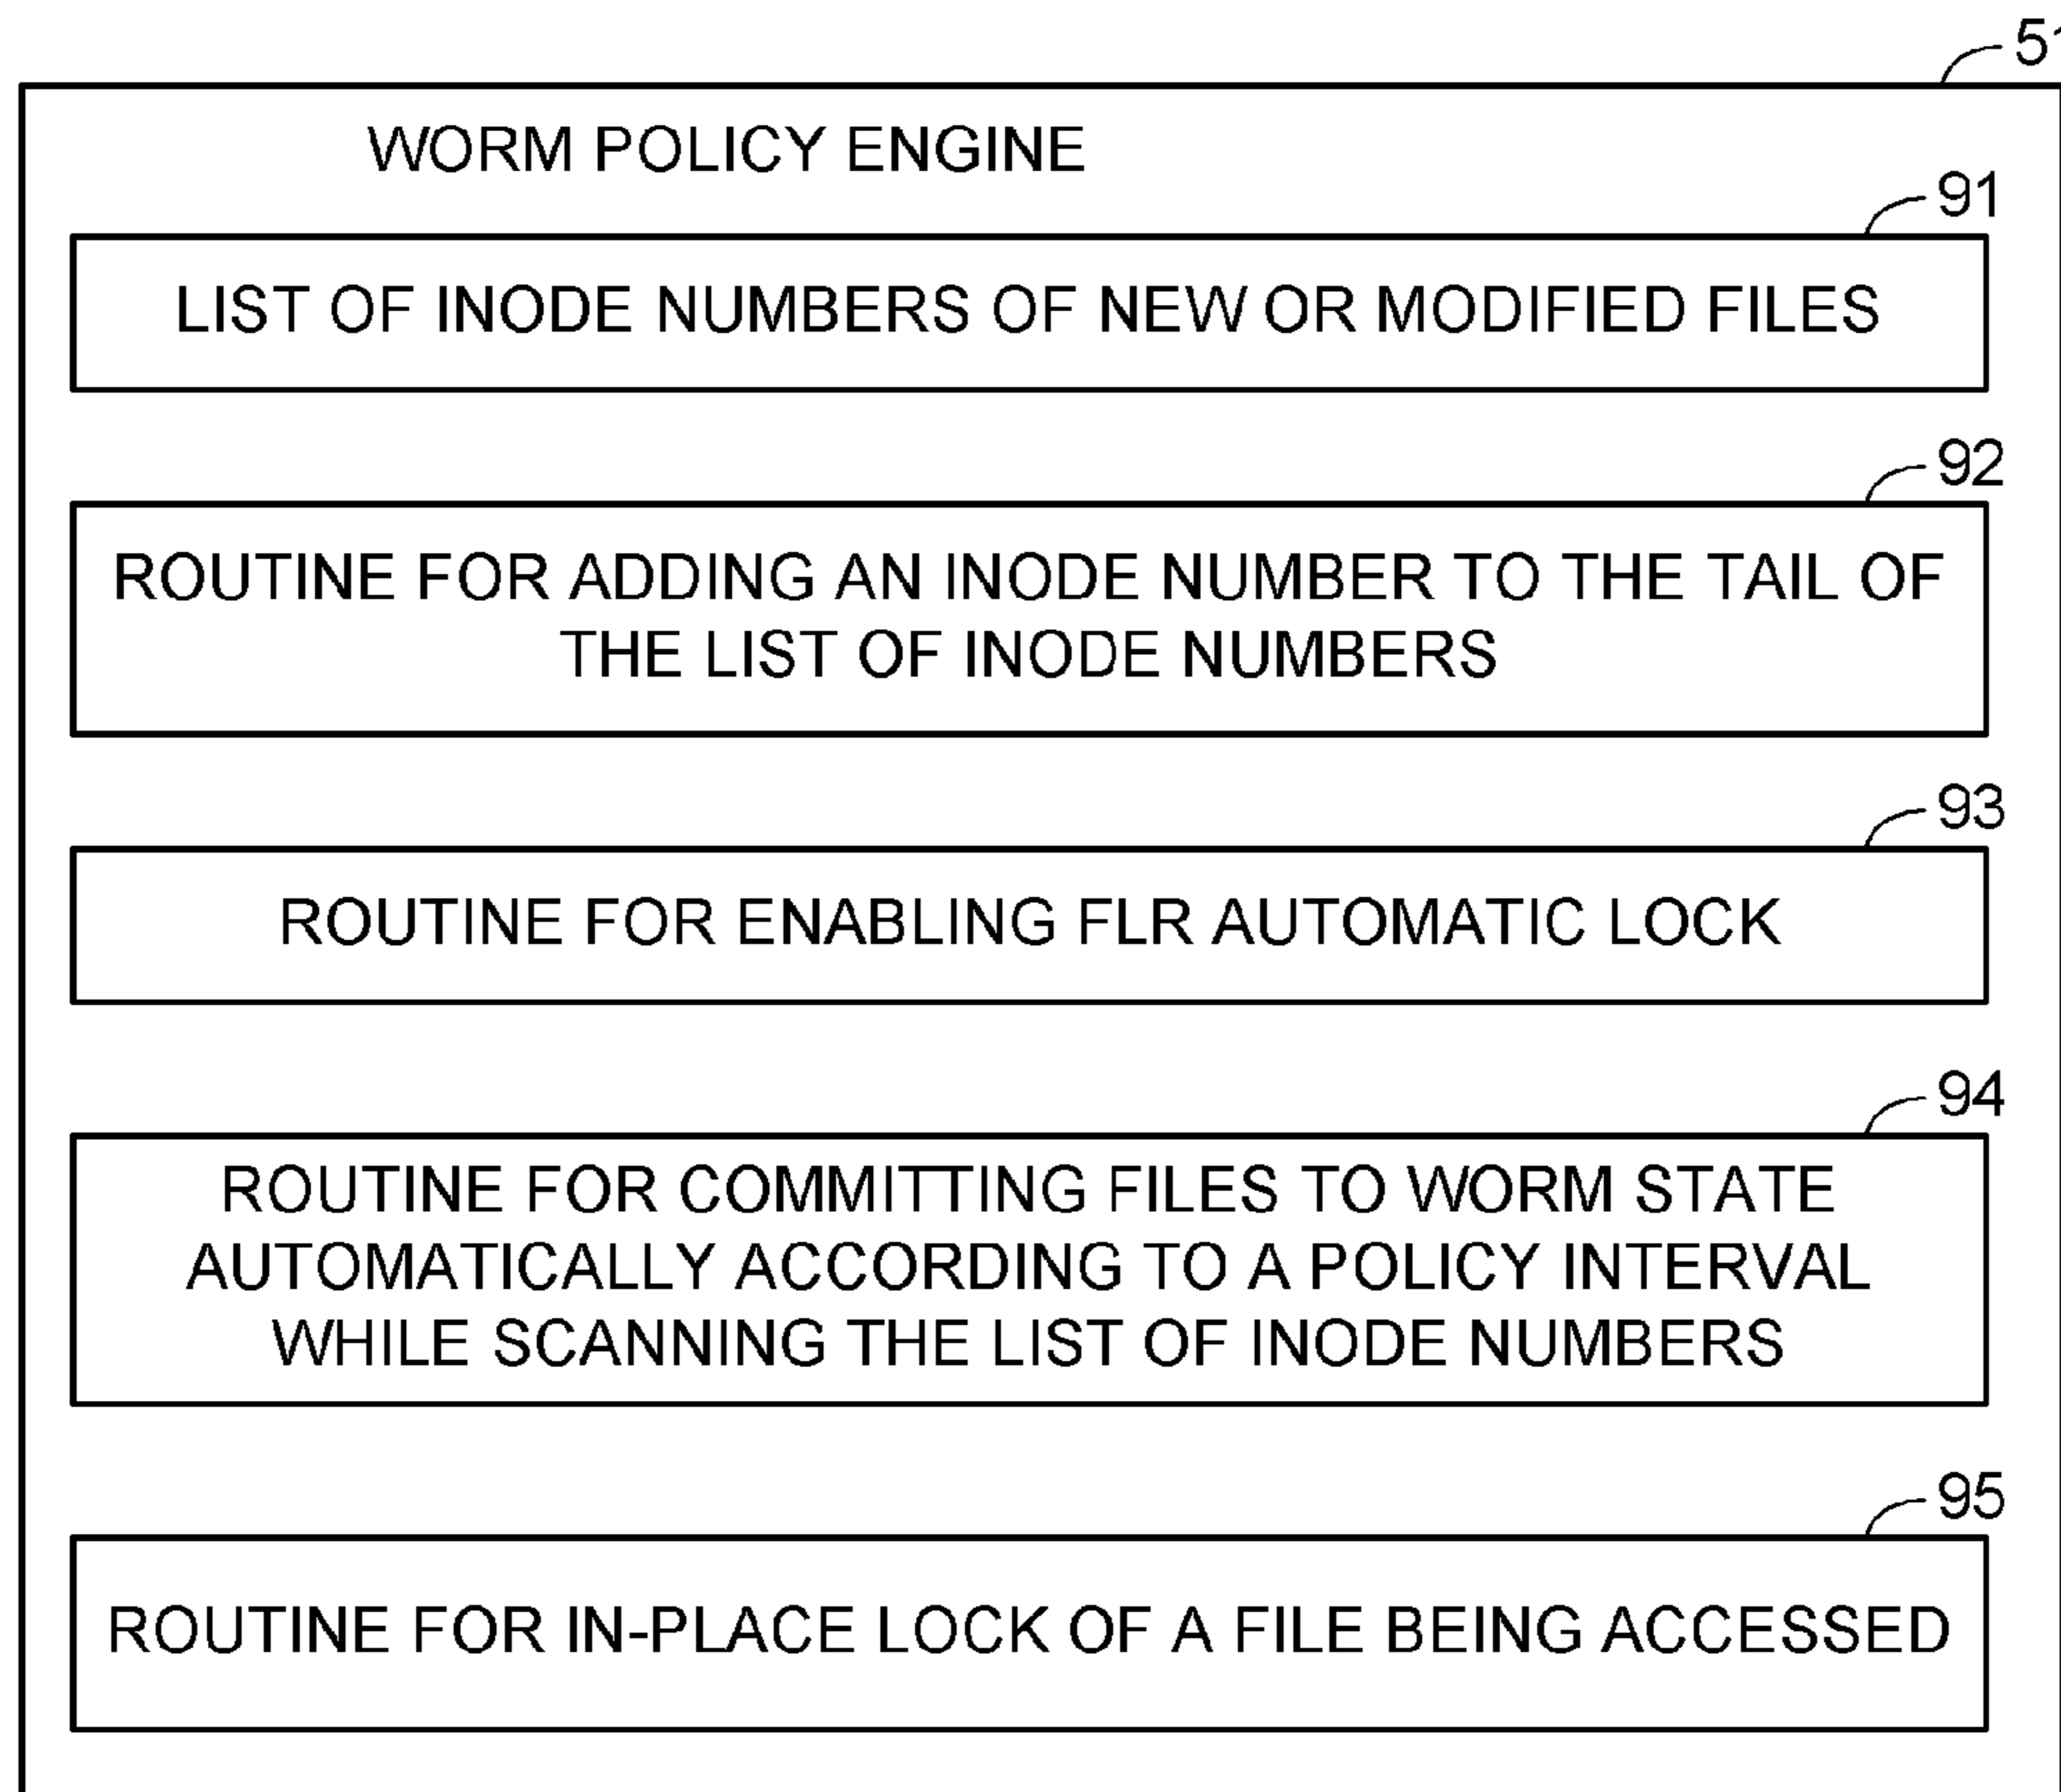 51
WORM POLICY ENGINE
91
LIST OF INODE NUMBERS OF NEW OR MODIFIED FILES
92
ROUTINE FOR ADDING AN INODE NUMBER TO THE TAIL OF
THE LIST OF INODE NUMBERS
93
ROUTINE FOR ENABLING FLR AUTOMATIC LOCK
94
ROUTINE FOR COMMITTING FILES TO WORM STATE
AUTOMATICALLY ACCORDING TO A POLICY INTERVAL
WHILE SCANNING THE LIST OF INODE NUMBERS
95
ROUTINE FOR IN-PLACE LOCK OF A FILE BEING ACCESSED